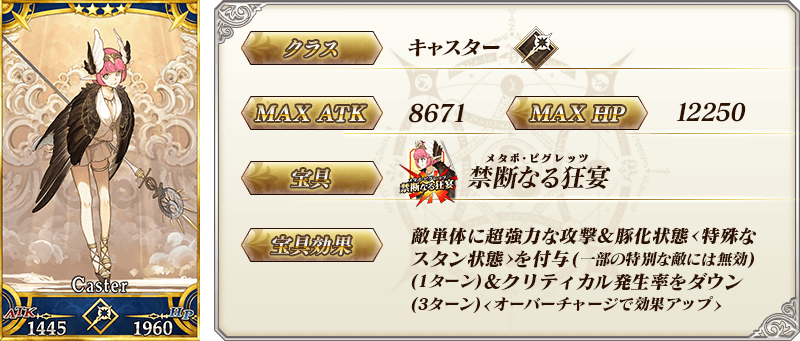 Caster
ATK
HP
1445
1960
クラス
キャスター
MAX ATK
8671
MAX HP
12250
宝具
メタボ・ピグレッツ
禁断なる狂宴
禁断なる狂宴
宝具効果
敵単体に超強力な攻撃&豚化状態<特殊な
スタン状態>を付与(一部の特別な敵には無効)
(1ターン)&クリティカル発生率をダウン
(3ターン)<オーバーチャージで効果アップ>